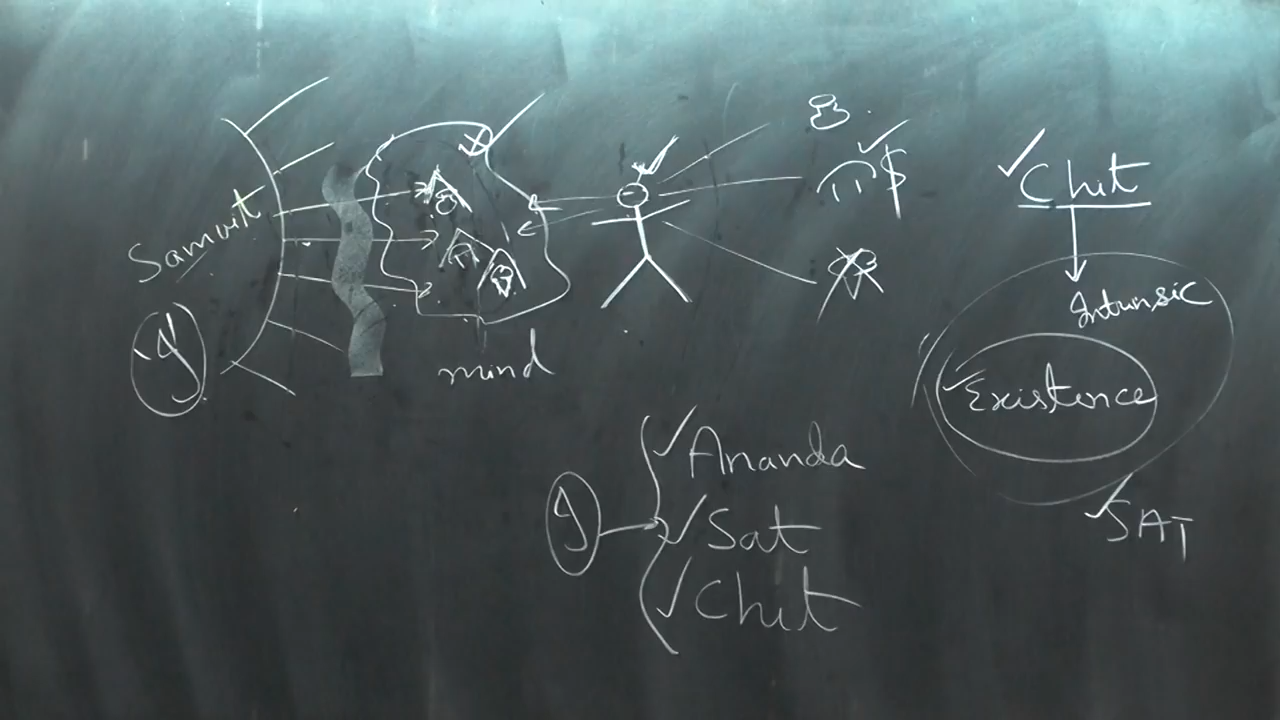 Samvit
'I'
mind
I
Ananda
Sat
Chit
$
Chit
Intrinsic
Existence
SAT